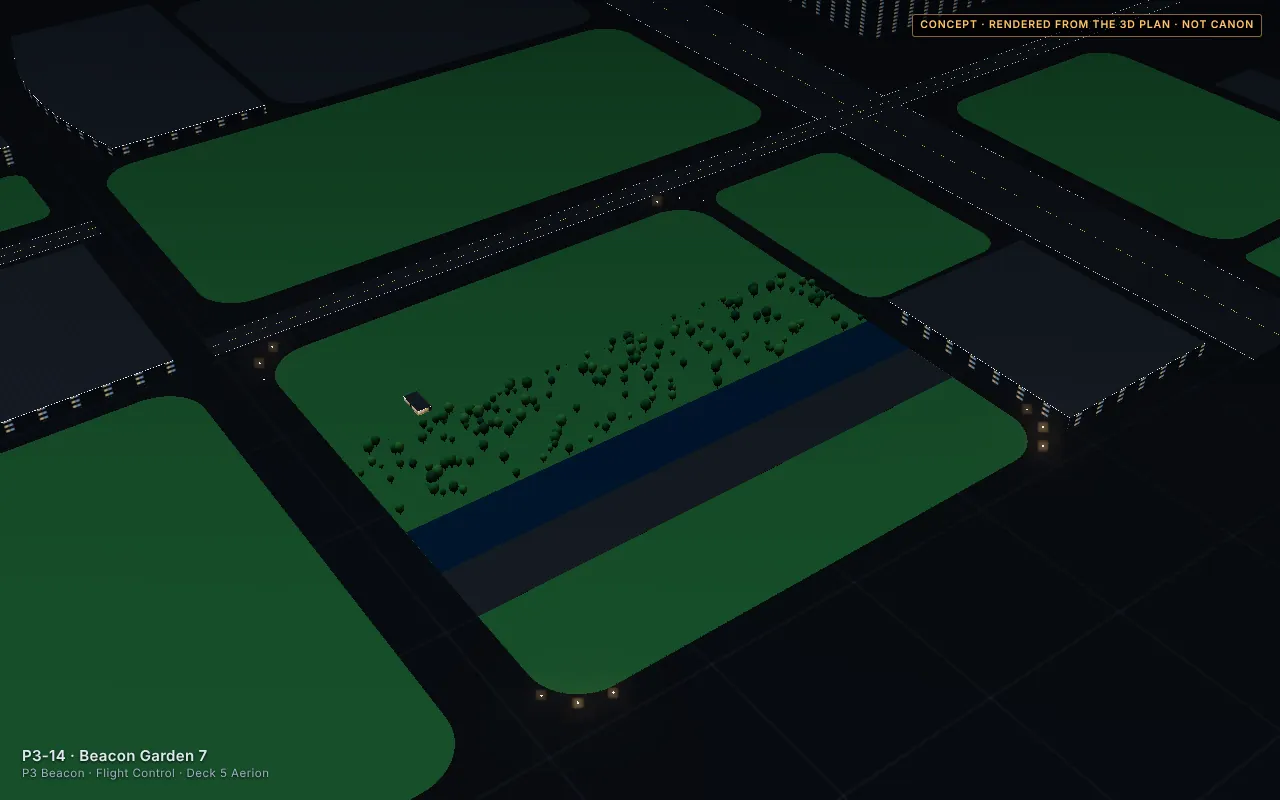 CONCEPT · RENDERED FROM THE 3D PLAN · NOT CANON
P3-14 · Beacon Garden 7
P3 Beacon · Flight Control · Deck 5 Aerion